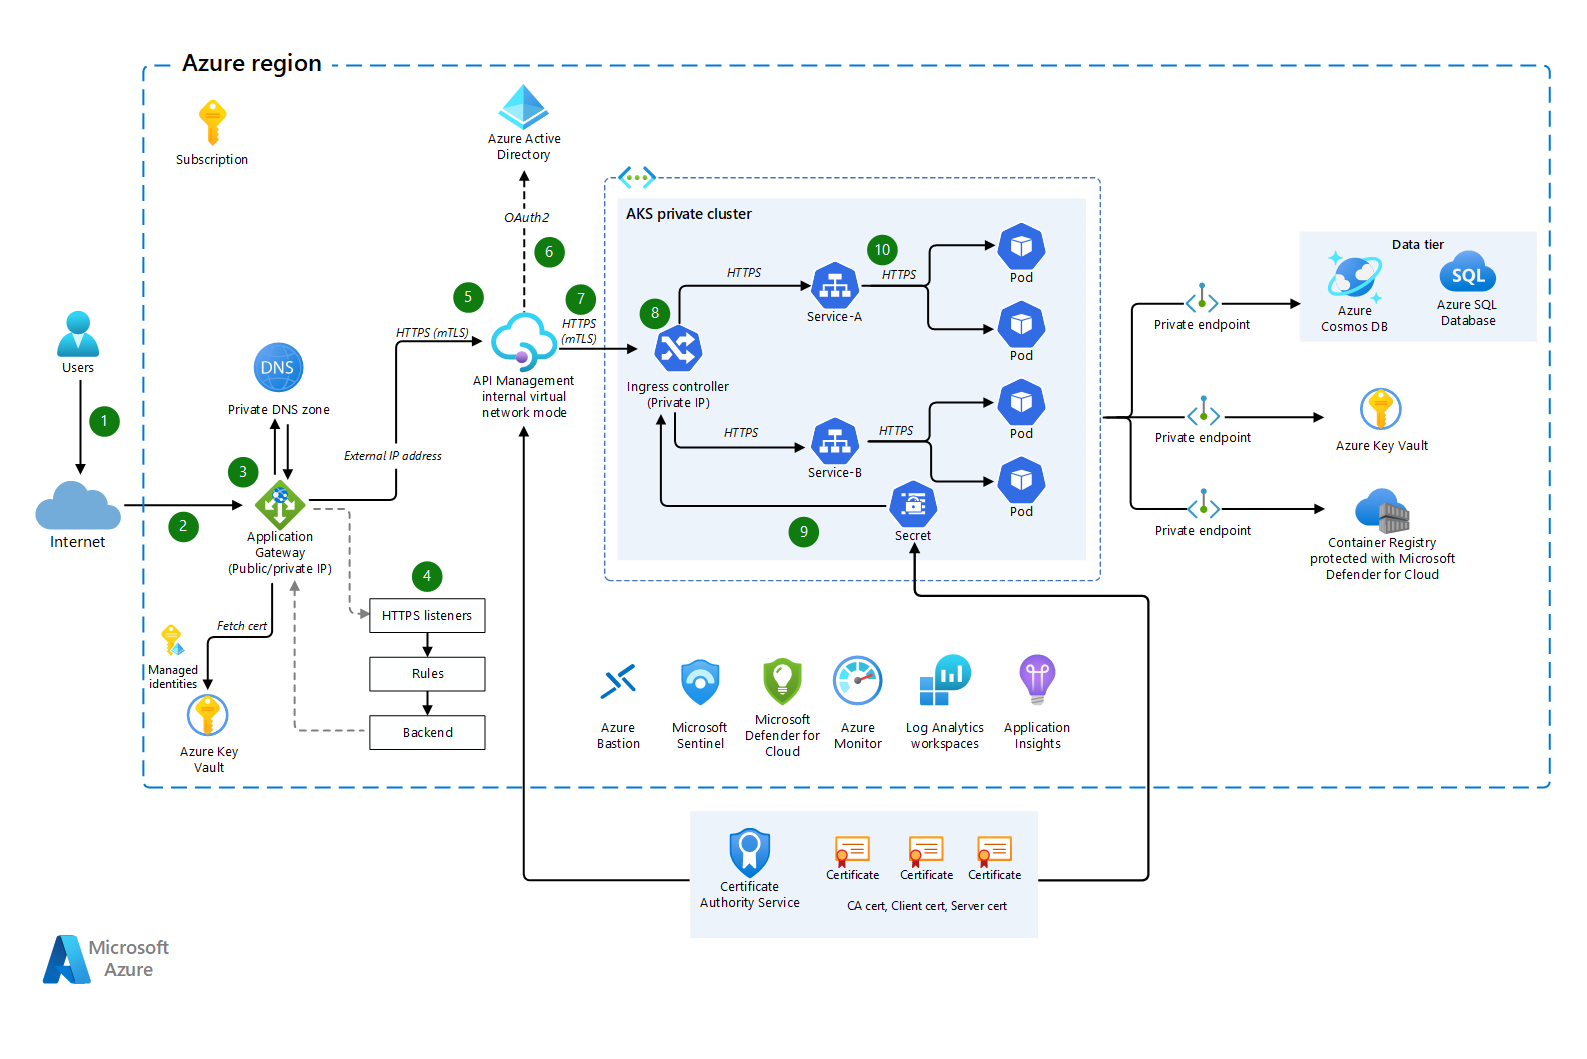 Azure region
Subscription
Azure Active
Directory
OAuth2
6
5
7
HTTPS (mTLS)
HTTPS
(mTLS)
API Management
internal virtual
network mode
AKS private cluster
8
Ingress controller
(Private IP)
HTTPS
Service-A
10
HTTPS
Pod
Pod
HTTPS
Service-B
HTTPS
Pod
Pod
9
Secret
Users
1
Internet
2
DNS
Private DNS zone
3
External IP address
Application
Gateway
(Public/private IP)
4
HTTPS listeners
Rules
Backend
Fetch cert
Managed
identities
Azure Key
Vault
Private endpoint
Data tier
Azure
Cosmos DB
SQL
Azure SQL
Database
Private endpoint
Azure Key Vault
Private endpoint
Container Registry
protected with Microsoft
Defender for Cloud
Azure
Bastion
Microsoft
Sentinel
Microsoft
Defender for
Cloud
Azure
Monitor
Log Analytics
workspaces
Application
Insights
Certificate
Authority Service
Certificate
Certificate
Certificate
CA cert, Client cert, Server cert
Microsoft
Azure